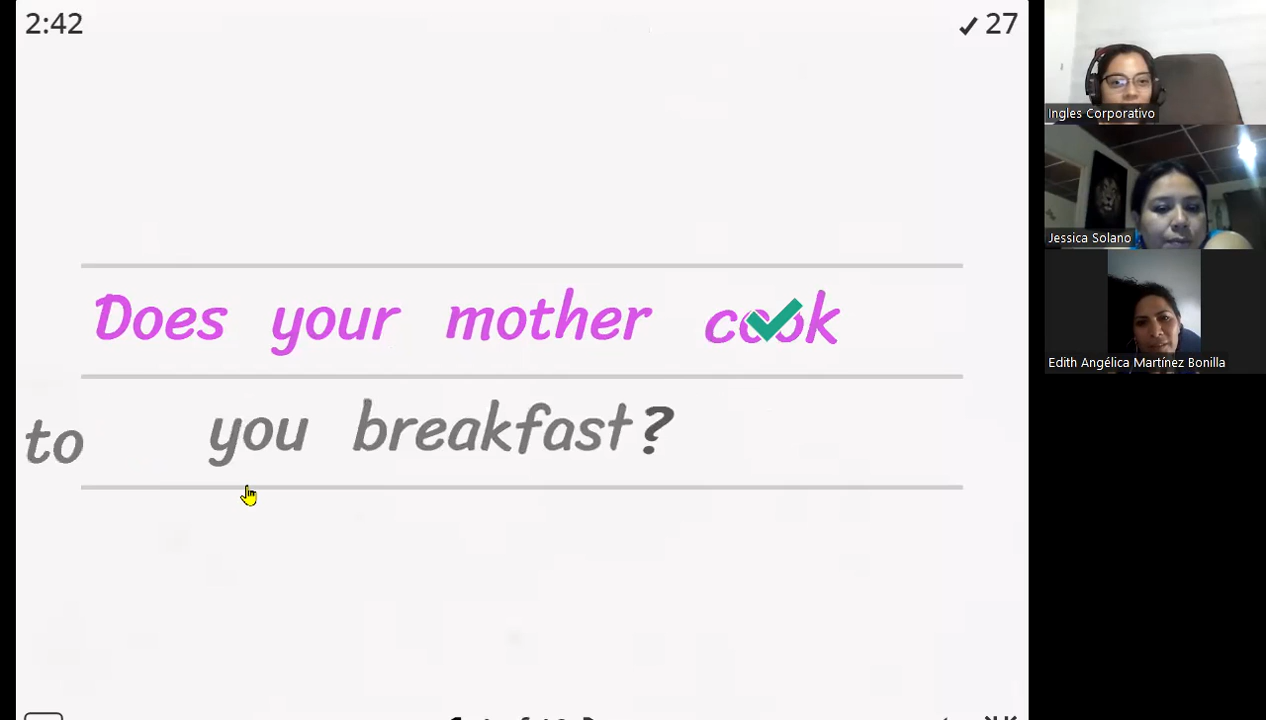 2:42
✓ 27
Does your mother cook
to you breakfast?
Ingles Corporativo
Jessica Solano
Edith Angélica Martínez Bonilla